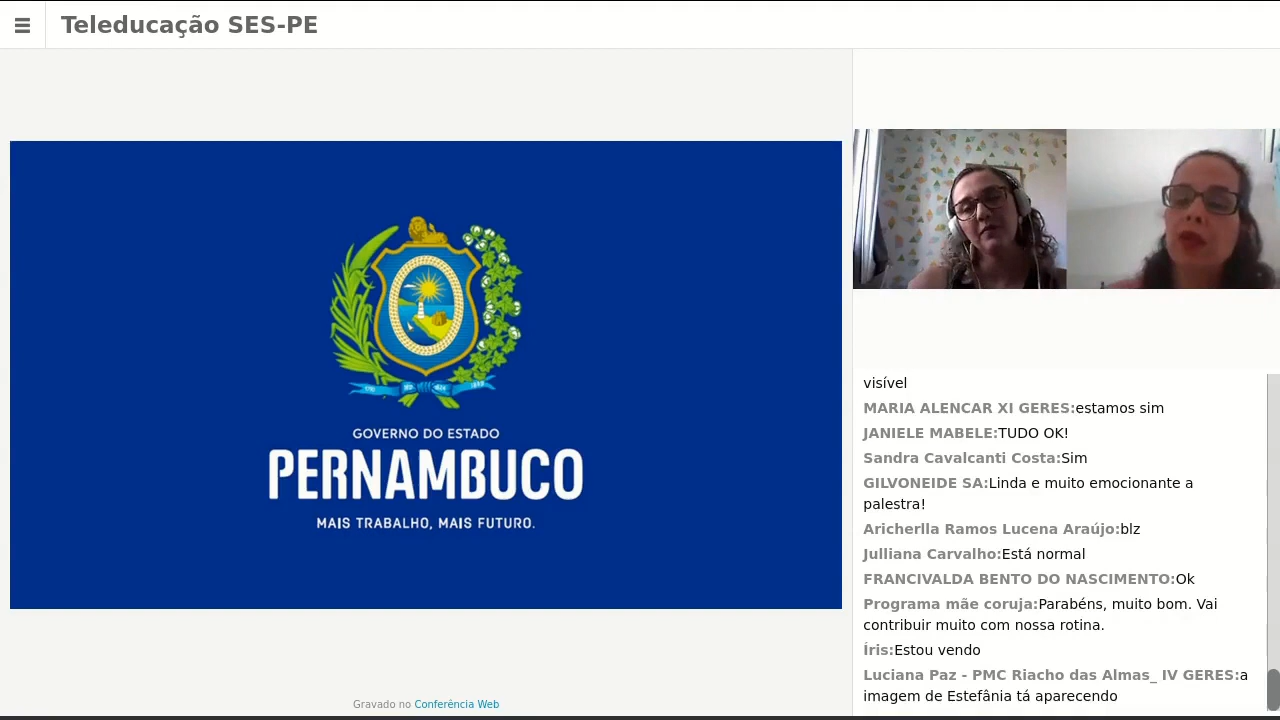 Teleducação SES-PE
GOVERNO DO ESTADO
PERNAMBUCO
MAIS TRABALHO, MAIS FUTURO.
Gravado no Conferência Web
visível
MARIA ALENCAR XI GERES:estamos sim
JANIELE MABELE:TUDO OK!
Sandra Cavalcanti Costa:Sim
GILVONEIDE SA:Linda e muito emocionante a
palestra!
Aricherlla Ramos Lucena Araújo:blz
Julliana Carvalho:Está normal
FRANCIVALDA BENTO DO NASCIMENTO:Ok
Programa mãe coruja:Parabéns, muito bom. Vai
contribuir muito com nossa rotina.
Íris:Estou vendo
Luciana Paz - PMC Riacho das Almas_ IV GERES:a
imagem de Estefânia tá aparecendo